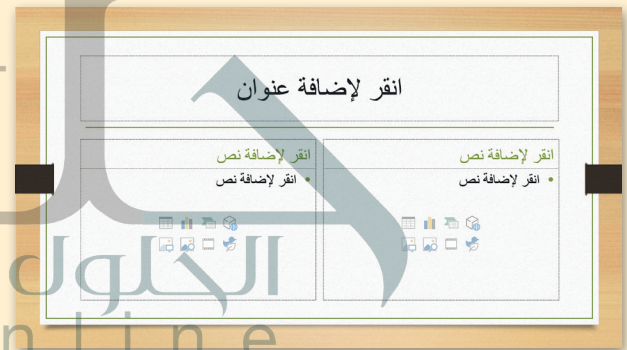 انقر لإضافة عنوان
انقر لإضافة نص
• انقر لإضافة نص
انقر لإضافة نص
• انقر لإضافة نص
الحلول
online